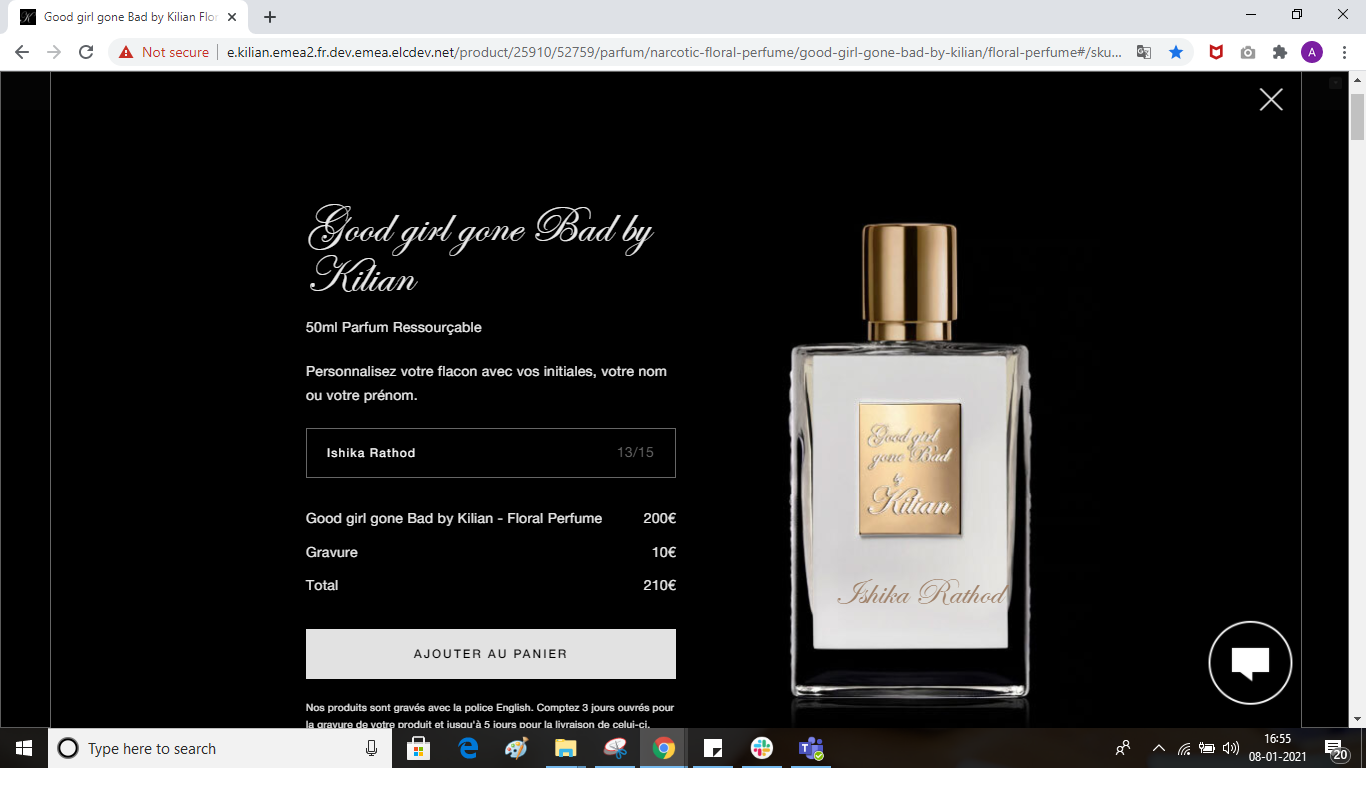 Good girl gone Bad by Kilian Flor
Not secure
e.kilian.emea2.fr.dev.emea.elcdev.net/product/25910/52759/parfum/narcotic-floral-perfume/good-girl-gone-bad-by-kilian/floral-perfume#/sku...
A
Good girl gone Bad by
Kilian
50ml Parfum Ressourçable
Personnalisez votre flacon avec vos initiales, votre nom
ou votre prénom.
Ishika Rathod 13/15
Good girl gone Bad by Kilian - Floral Perfume 200€
Gravure 10€
Total 210€
AJOUTER AU PANIER
Nos produits sont gravés avec la police English. Comptez 3 jours ouvrés pour
la gravure de votre produit et jusqu'à 5 jours pour la livraison de celui-ci.
Good girl
gone Bad
by
Kilian
Ishika Rathod
Type here to search
16:55
08-01-2021
20